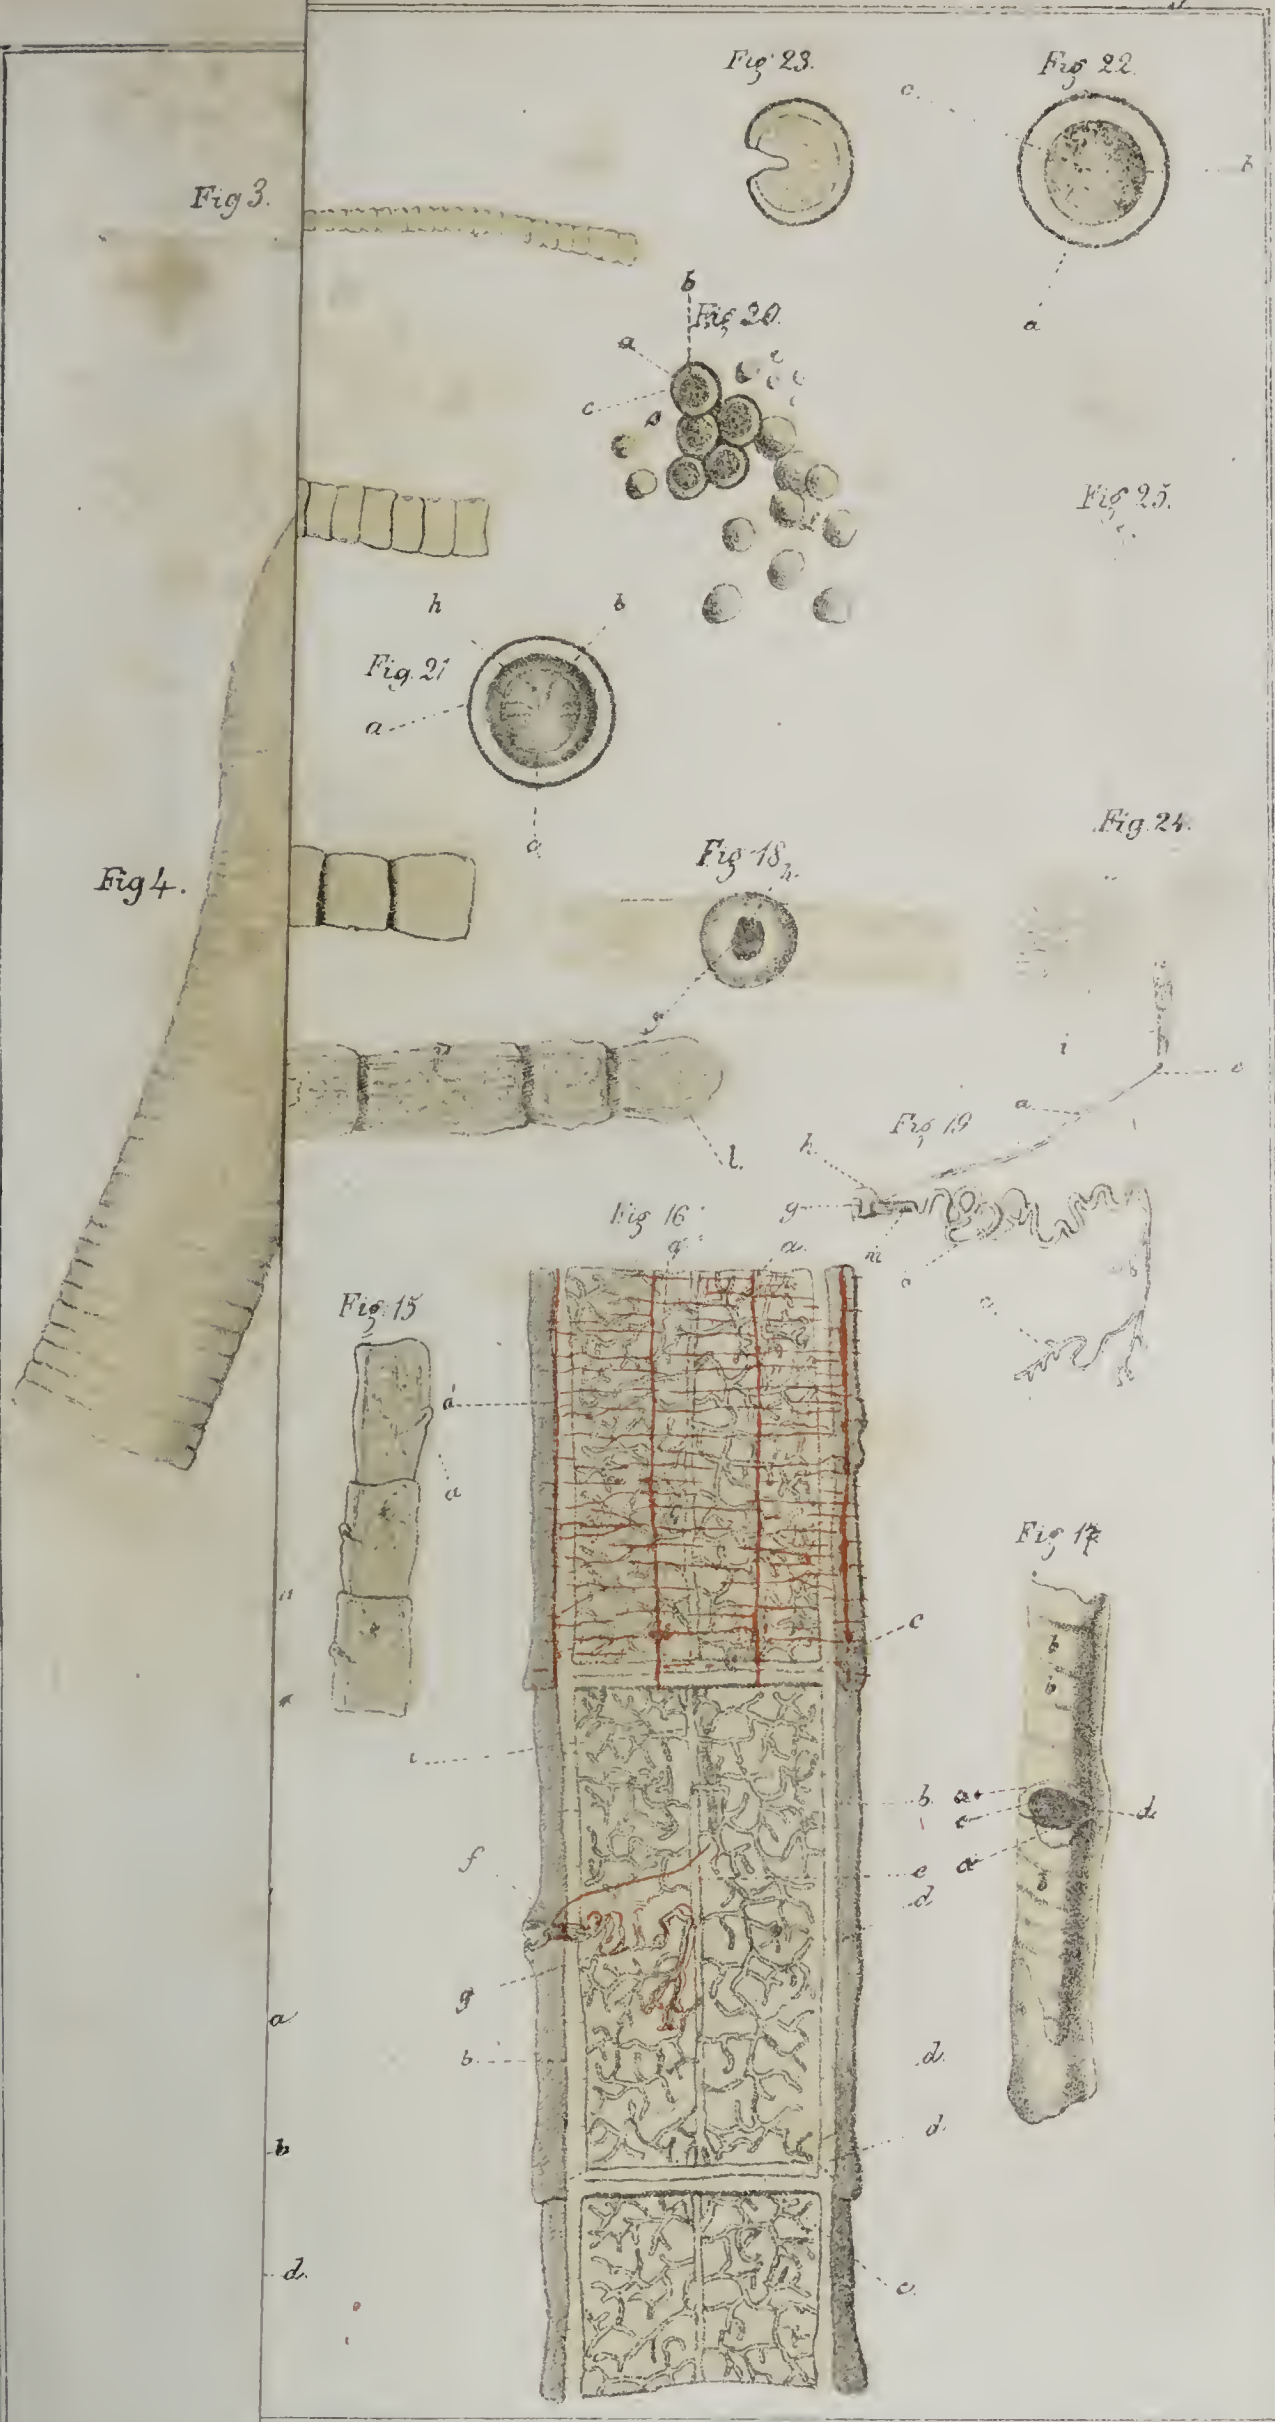 Fig 23.
Fig 22.
c
b
a
Fig 3.
b
Fig 20.
a
c
Fig 25.
h
b
Fig. 21
a
a
Fig. 24.
Fig 4.
Fig 18
h.
g
l.
i
c
a
Fig 19
h
g
m
c
b
Fig 16
a
a
Fig. 15
a
a
Fig 17
c
b
b
i
b.
a
c
d.
a
b
f
e
d
g
a
b
d.
d.
b
d.
c